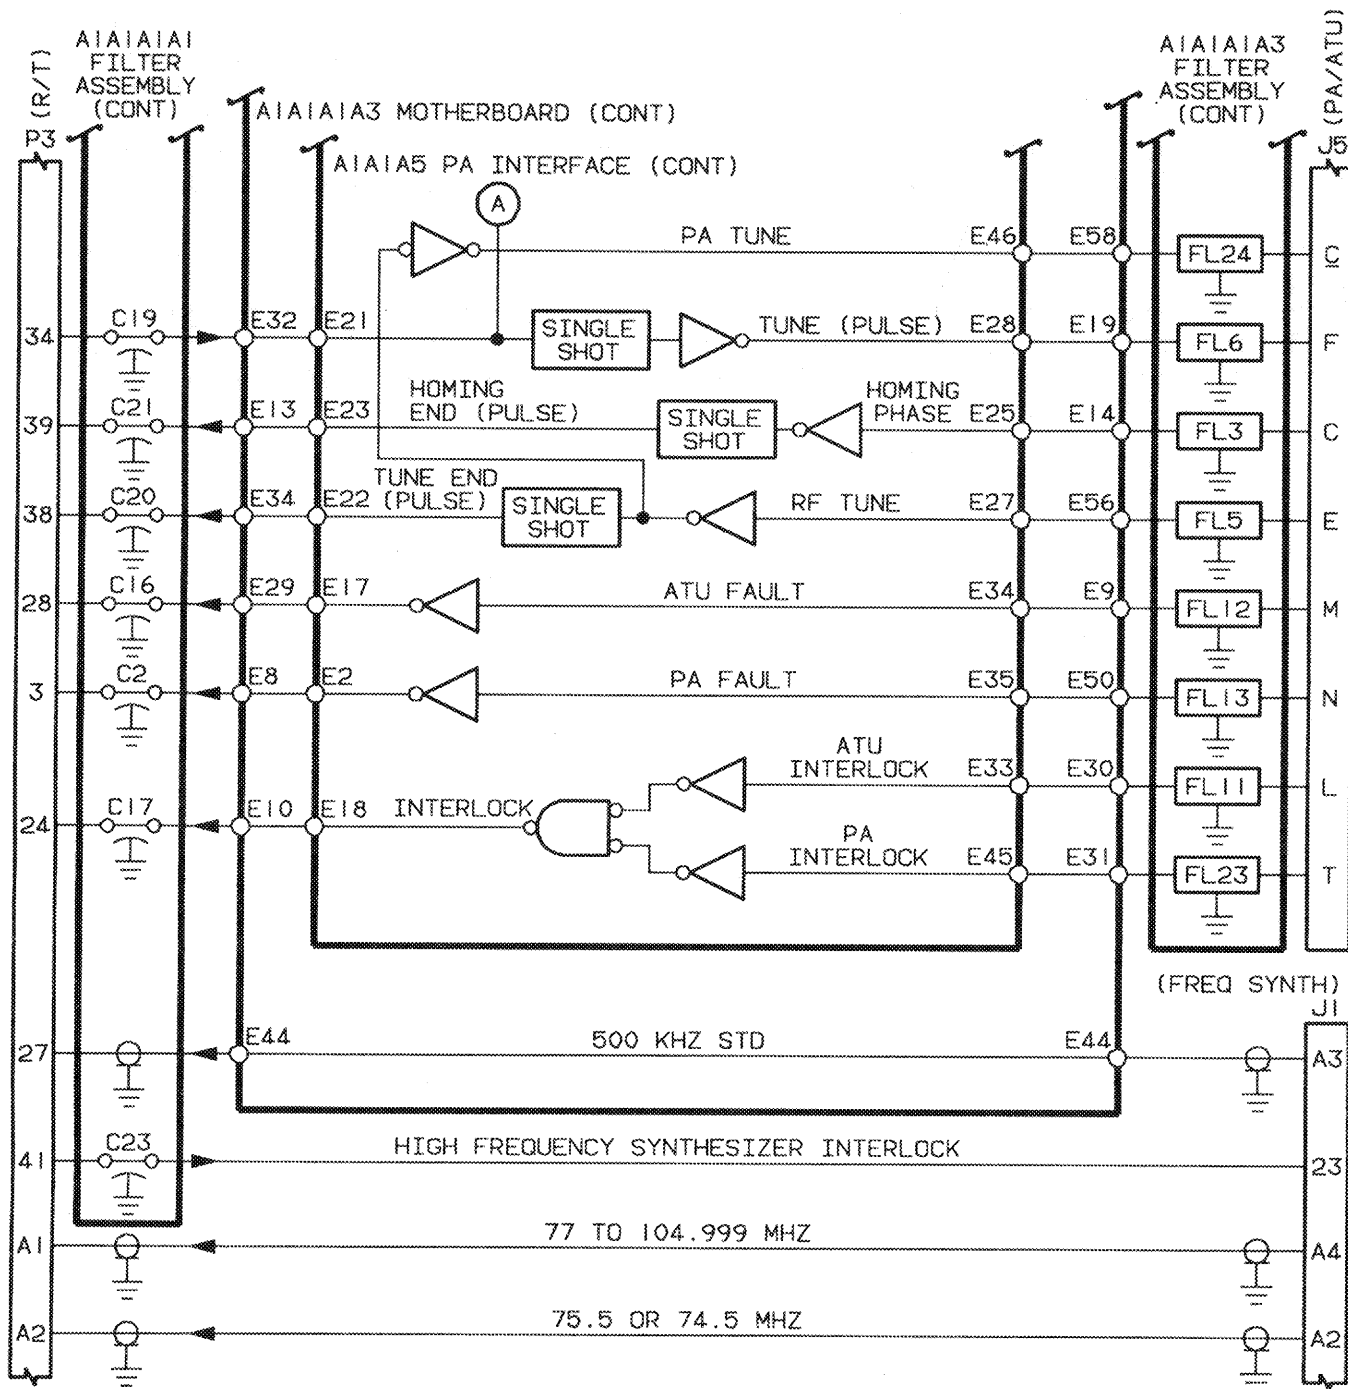 (R/T)
P3
A1A1A1A1
FILTER
ASSEMBLY
(CONT)
A1A1A1A3 MOTHERBOARD (CONT)
A1A1A5 PA INTERFACE (CONT)
A1A1A1A3
FILTER
ASSEMBLY
(CONT)
(PA/ATU)
J5
A
PA TUNE E46 E58 FL24 C
34 C19 E32 E21 SINGLE
SHOT TUNE (PULSE) E28 E19 FL6 F
39 C21 E13 E23 HOMING
END (PULSE) SINGLE
SHOT HOMING
PHASE E25 E14 FL3 C
38 C20 E34 E22 TUNE END
(PULSE) SINGLE
SHOT RF TUNE E27 E56 FL5 E
28 C16 E29 E17 ATU FAULT E34 E9 FL12 M
3 C2 E8 E2 PA FAULT E35 E50 FL13 N
ATU
INTERLOCK E33 E30 FL11 L
24 C17 E10 E18 INTERLOCK
PA
INTERLOCK E45 E31 FL23 T
(FREQ SYNTH)
J1
27 E44 500 KHZ STD E44 A3
41 C23 HIGH FREQUENCY SYNTHESIZER INTERLOCK 23
A1 77 TO 104.999 MHZ A4
A2 75.5 OR 74.5 MHZ A2